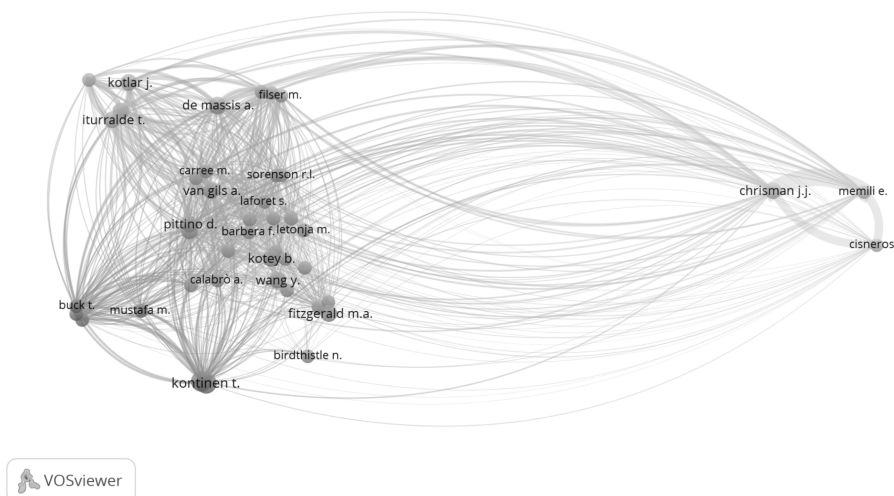 kotlar j.
filser m.
de massis a.
iturralde t.
carree m.
sorenson r.l.
van gils a.
chrisman j.j.
memili e.
laforet s.
pittino d.
barbera f.
letonja m.
cisneros
kotey b.
calabrò a.
wang y.
buck t.
mustafa m.
fitzgerald m.a.
birdthistle n.
kontinen t.
VOSviewer